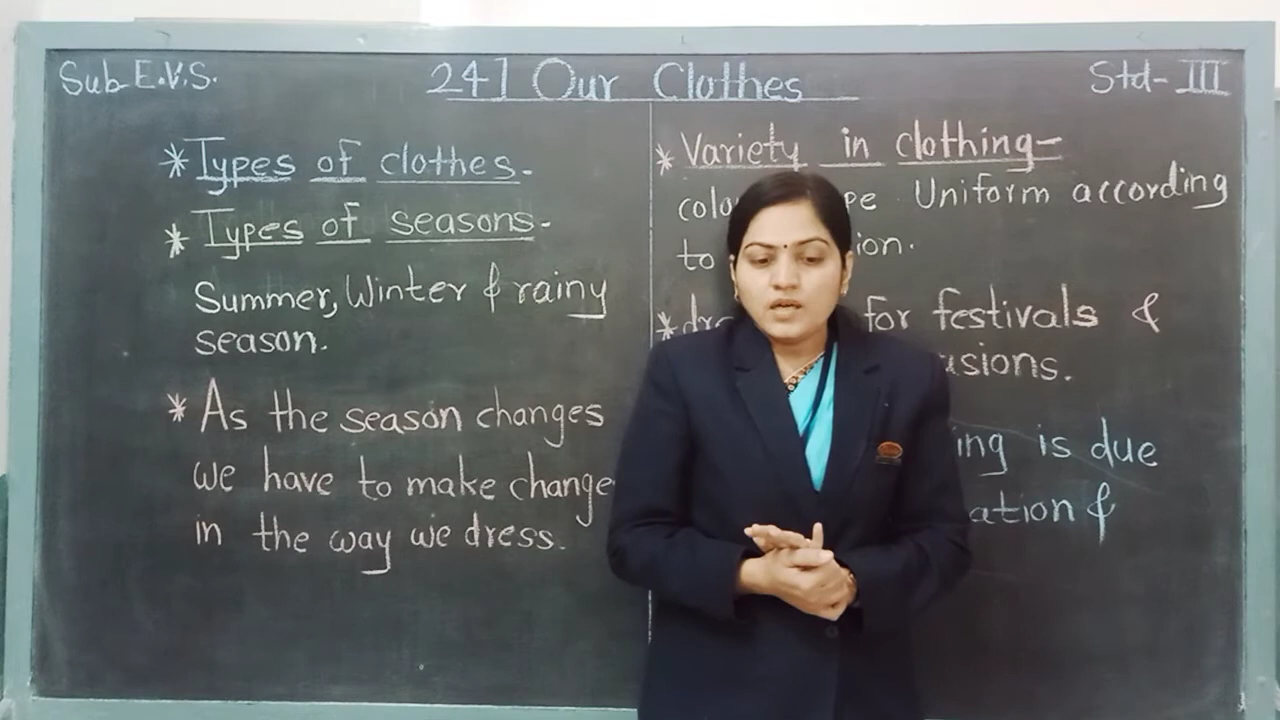 Sub E.V.S.
24] Our Clothes
Std-III
* Types of clothes.
* Types of seasons.
Summer, Winter & rainy
season.
* As the season changes
we have to make change
in the way we dress.
* Variety in clothing-
Uniform according
to
* for festivals &
is due
&